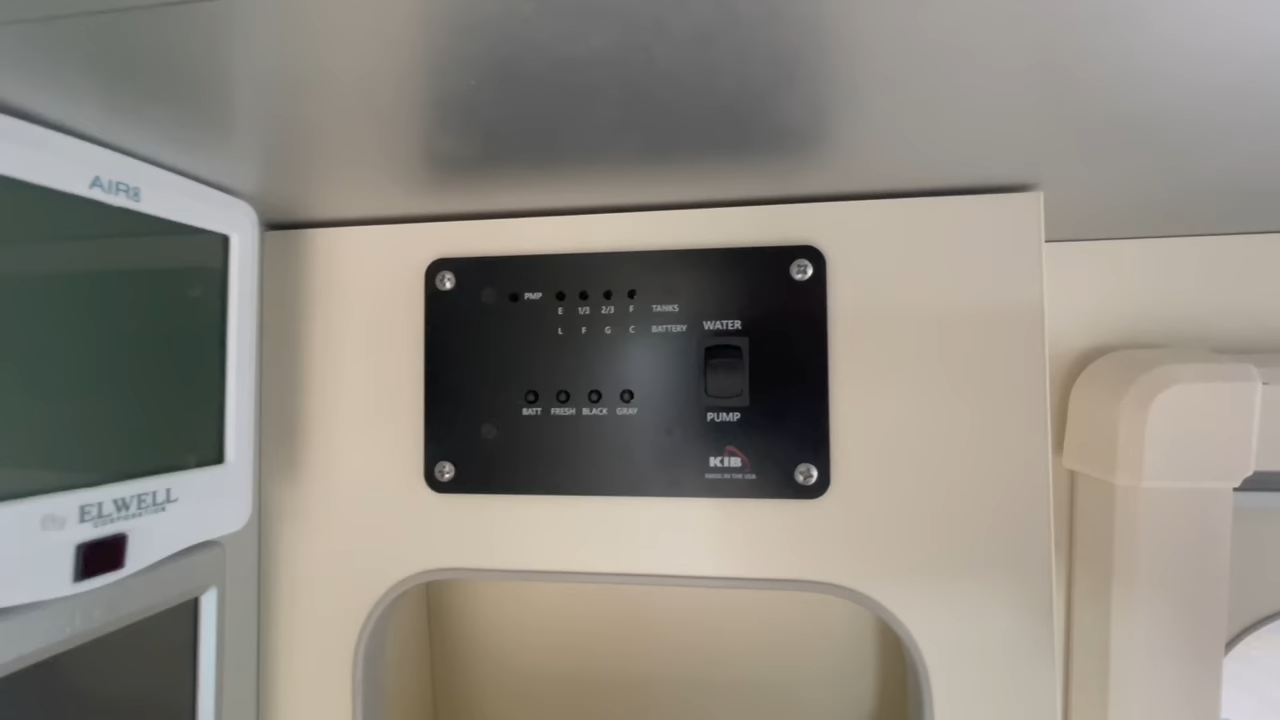 AIR8
ELWELL
CORPORATION
PMP
E 1/3 2/3 F TANKS
L F G C BATTERY
WATER
BATT FRESH BLACK GRAY
PUMP
KIB
MADE IN THE USA